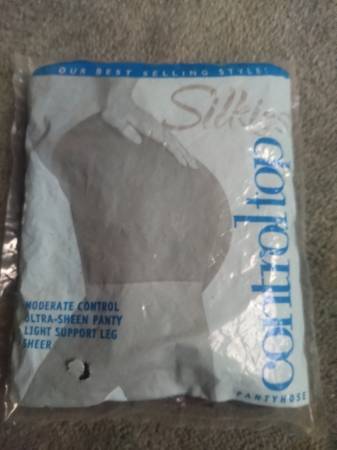 OUR BEST SELLING STYLE!
Silkies
control top
PANTYHOSE
MODERATE CONTROL
ULTRA-SHEEN PANTY
LIGHT SUPPORT LEG
SHEER